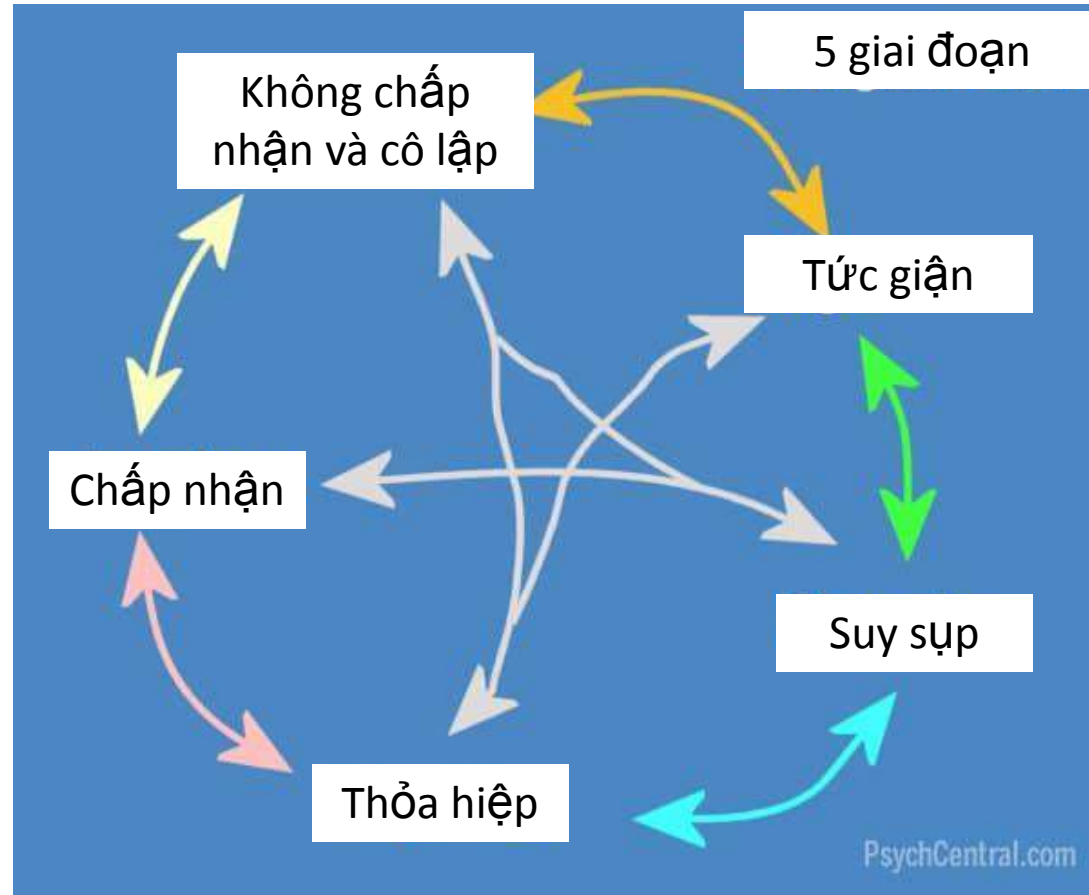 5 giai đoạn
Không chấp
nhận và cô lập
Tức giận
Chấp nhận
Suy sụp
Thỏa hiệp
PsychCentral.com